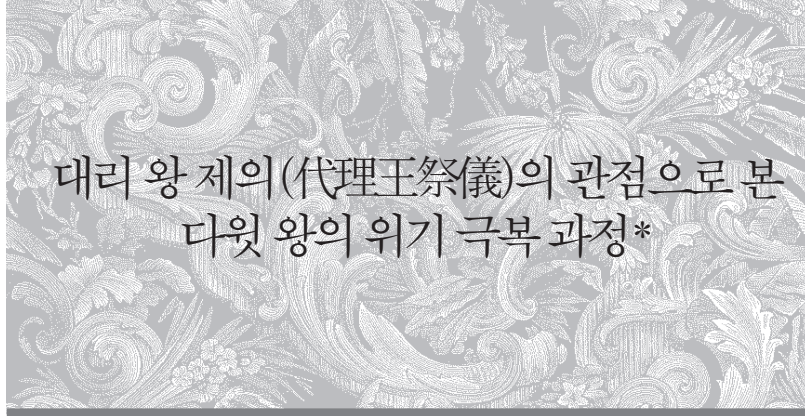 대리 왕 제의(代理王祭儀)의 관점으로 본
다윗 왕의 위기 극복 과정*